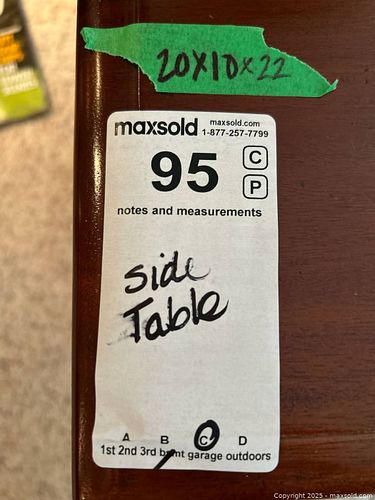 20X10X22
maxsold maxsold.com
1-877-257-7799
95 C
P
notes and measurements
side
Table
A B C D
1st 2nd 3rd bsmt garage outdoors
Copyright 2025 - maxsold.com